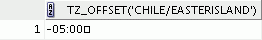 TZ_OFFSET('CHILE/EASTERISLAND')
1 -05:00□